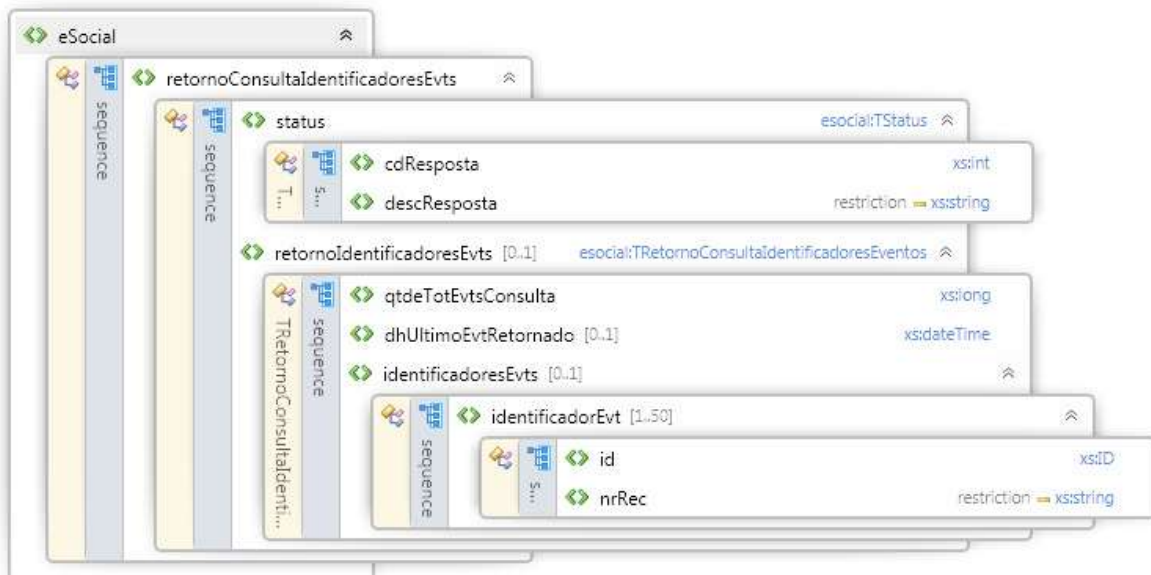 eSocial
retornoConsultaIdentificadoresEvts
sequence
status esocial:TStatus
sequence
cdResposta xs:int
T... s...
descResposta restriction xs:string
retornoIdentificadoresEvts [0..1] esocial:TRetornoConsultaIdentificadoresEventos
qtdeTotEvtsConsulta xs:long
TRetornoConsultaIdenti... sequence
dhUltimoEvtRetornado [0..1] xs:dateTime
identificadoresEvts [0..1]
identificadorEvt [1..50]
sequence
id xs:ID
s...
nrRec restriction xs:string